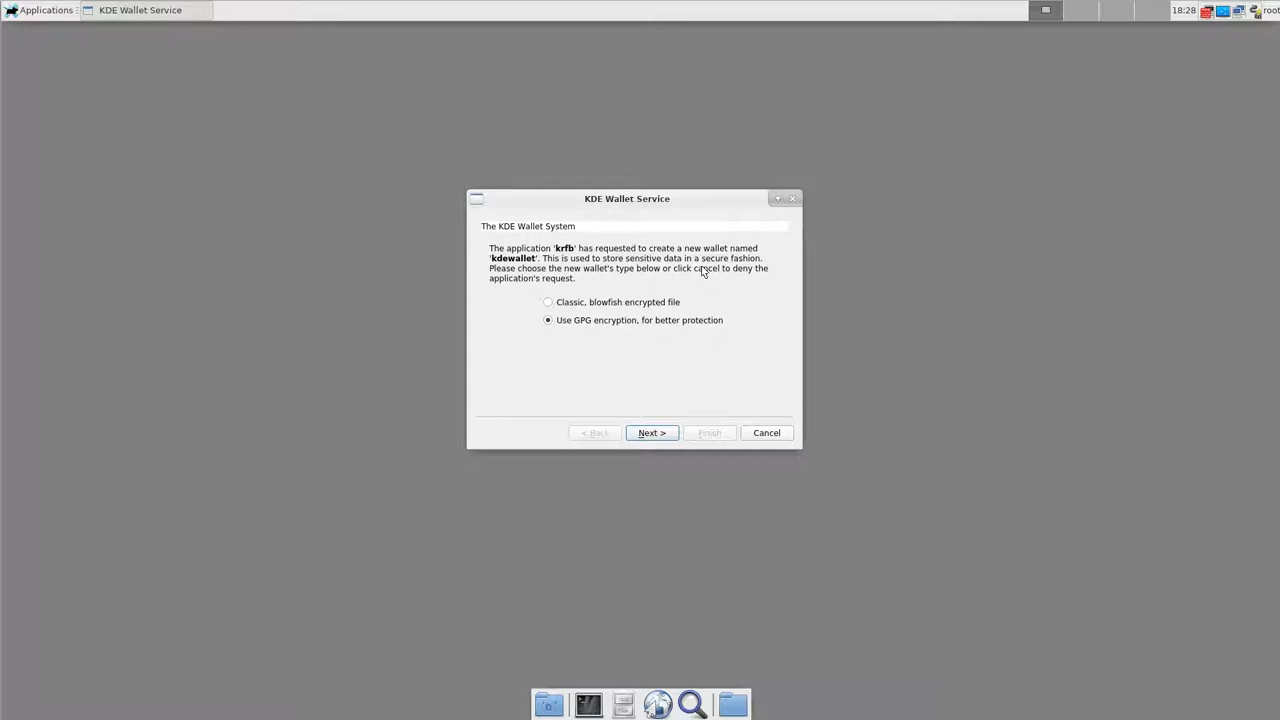 Applications
KDE Wallet Service
18:28
root
KDE Wallet Service
The KDE Wallet System
The application 'krfb' has requested to create a new wallet named
'kdewallet'. This is used to store sensitive data in a secure fashion.
Please choose the new wallet's type below or click cancel to deny the
application's request.
Classic, blowfish encrypted file
Use GPG encryption, for better protection
< Back
Next >
Finish
Cancel